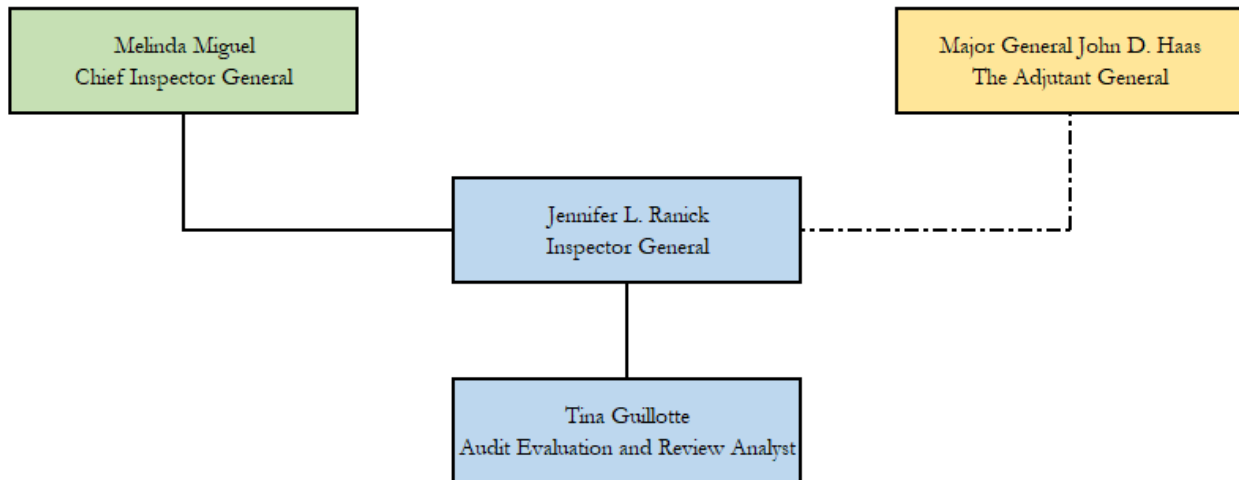 Melinda Miguel
Chief Inspector General
Major General John D. Haas
The Adjutant General
Jennifer L. Ranick
Inspector General
Tina Guillotte
Audit Evaluation and Review Analyst